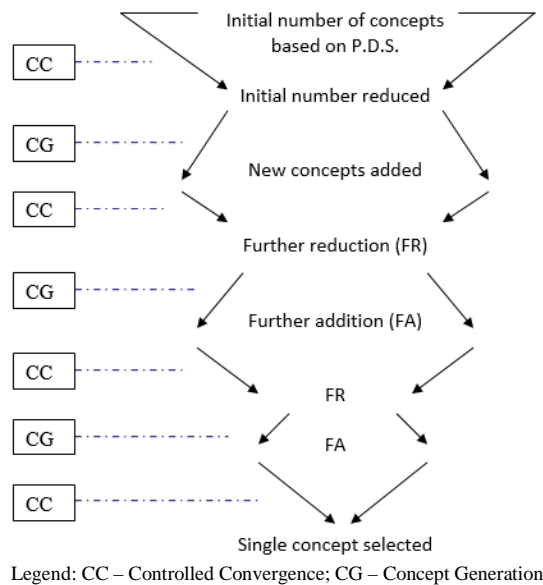 Initial number of concepts
based on P.D.S.
CC
Initial number reduced
CG
New concepts added
CC
Further reduction (FR)
CG
Further addition (FA)
CC
FR
CG
FA
CC
Single concept selected
Legend: CC – Controlled Convergence; CG – Concept Generation